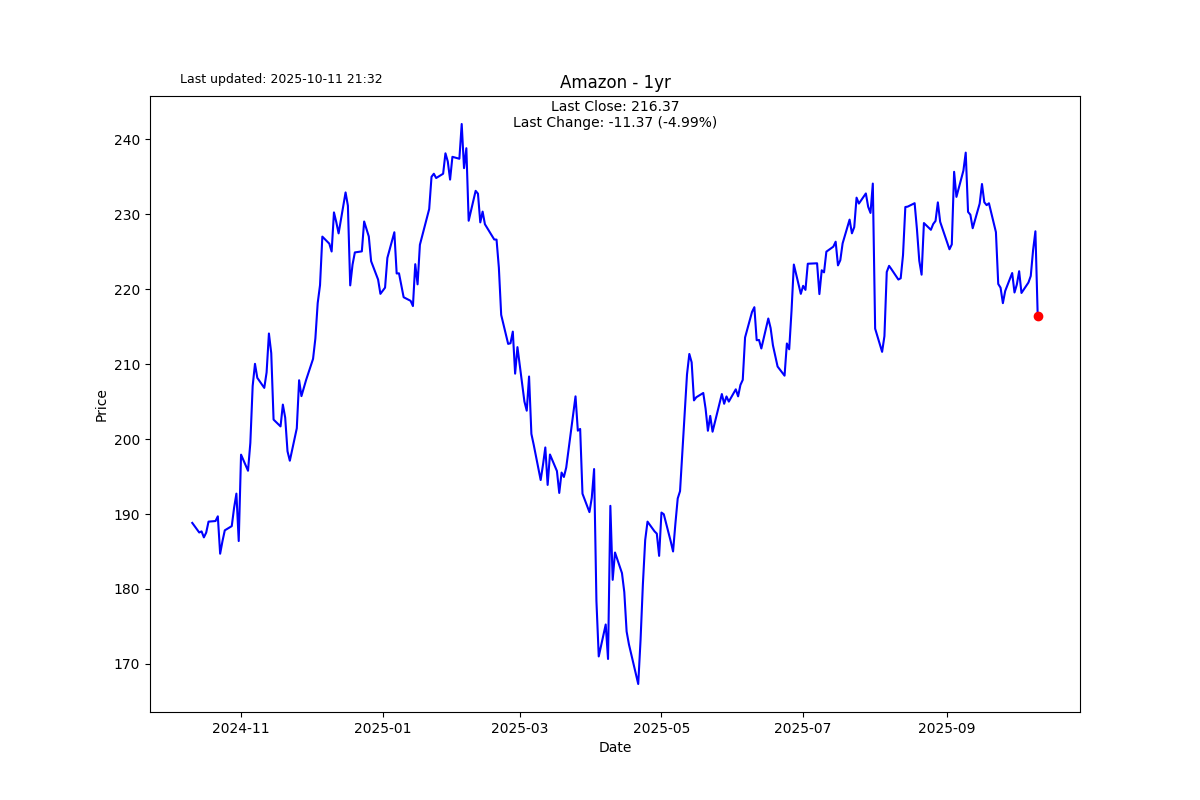 Last updated: 2025-10-11 21:32
Amazon - 1yr
Last Close: 216.37
Last Change: -11.37 (-4.99%)
240
230
220
210
200
190
180
170
Price
2024-11 2025-01 2025-03 2025-05 2025-07 2025-09
Date